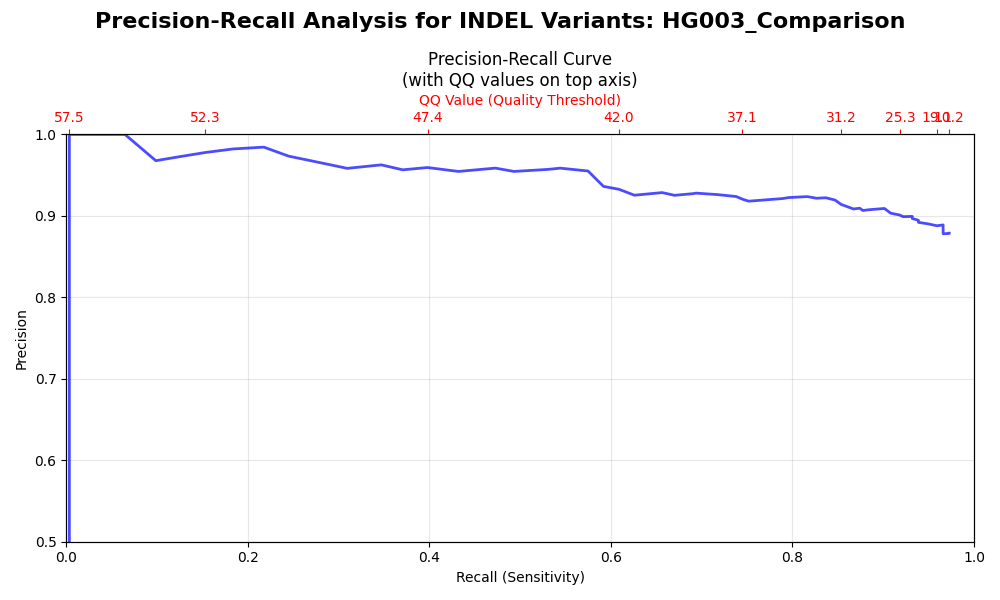 Precision-Recall Analysis for INDEL Variants: HG003_Comparison
Precision-Recall Curve
(with QQ values on top axis)
QQ Value (Quality Threshold)
57.5 52.3 47.4 42.0 37.1 31.2 25.3
1.0
0.9
0.8
0.7
0.6
0.5
Precision
0.0 0.2 0.4 0.6 0.8 1.0
Recall (Sensitivity)